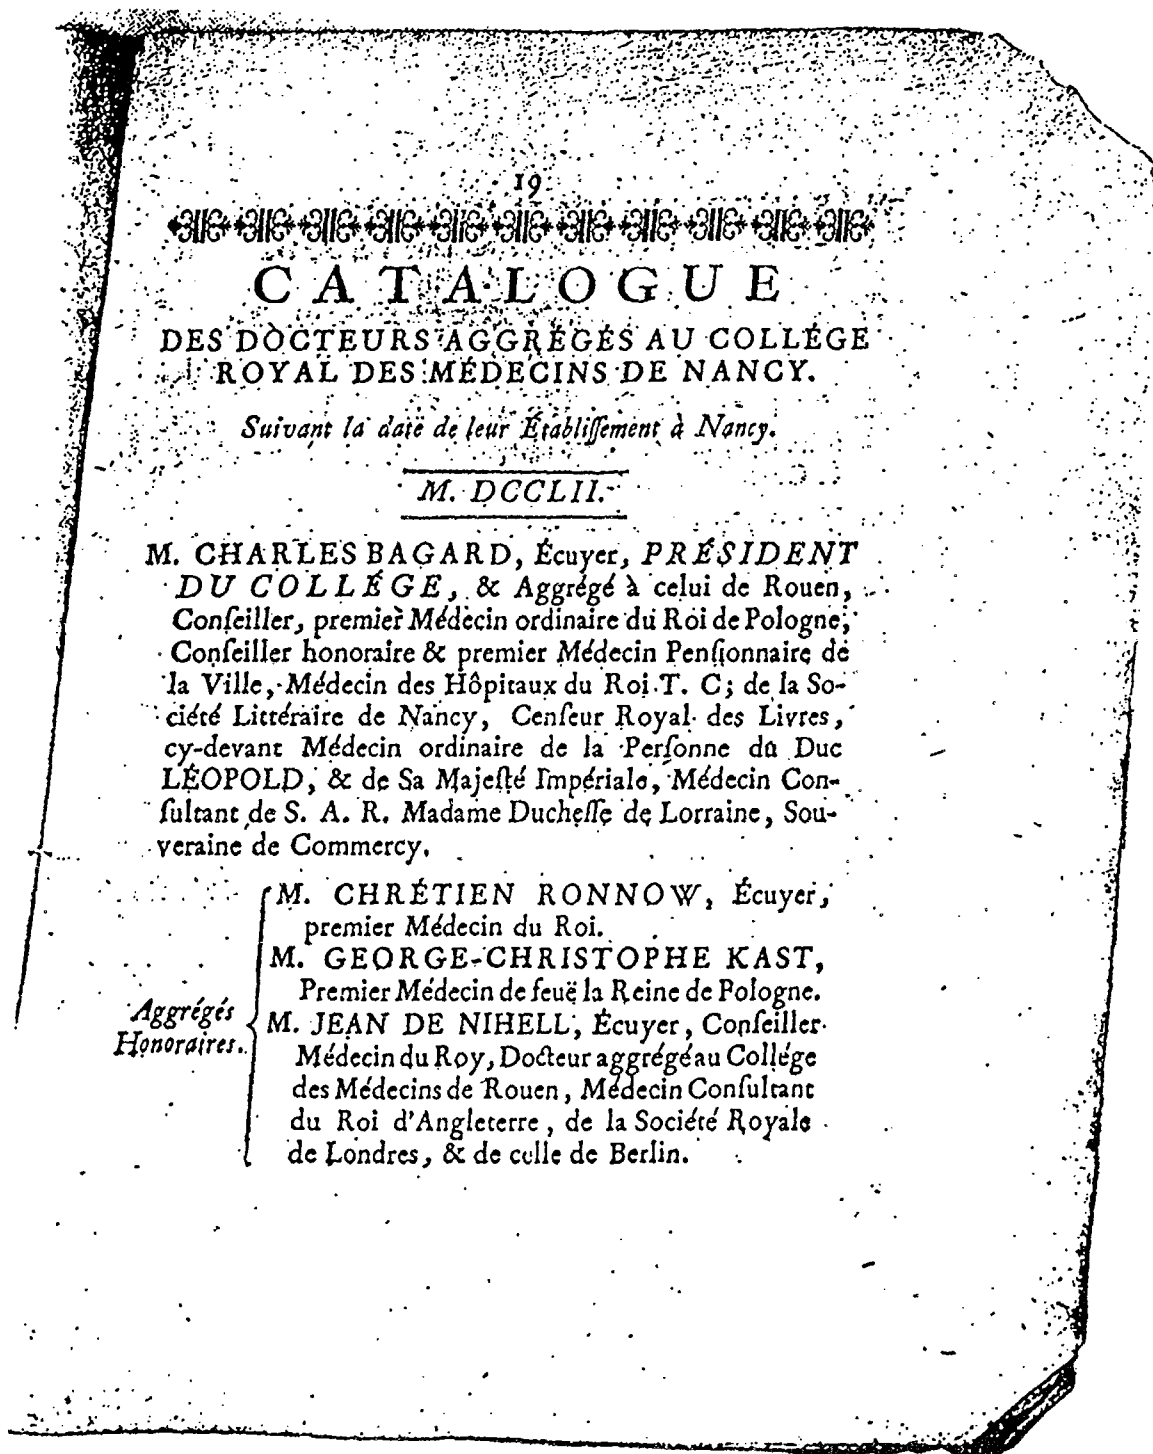 19
CATALOGUE
DES DOCTEURS AGGRÉGÉS AU COLLÉGE
ROYAL DES MÉDECINS DE NANCY.
Suivant la date de leur Établiſſement à Nancy.
M. DCCLII.
M. CHARLES BAGARD, Écuyer, PRÉSIDENT
DU COLLÉGE, & Aggrégé à celui de Rouen,
Conſeiller, premier Médecin ordinaire du Roi de Pologne,
Conſeiller honoraire & premier Médecin Penſionnaire de
la Ville, Médecin des Hôpitaux du Roi T. C; de la So-
ciété Littéraire de Nancy, Cenſeur Royal des Livres,
cy-devant Médecin ordinaire de la Perſonne du Duc
LÉOPOLD, & de Sa Majeſté Impériale, Médecin Con-
ſultant de S. A. R. Madame Ducheſſe de Lorraine, Sou-
veraine de Commercy.
M. CHRÉTIEN RONNOW, Écuyer,
premier Médecin du Roi.
M. GEORGE-CHRISTOPHE KAST,
Premier Médecin de feuë la Reine de Pologne.
Aggrégés
Honoraires.
M. JEAN DE NIHELL, Écuyer, Conſeiller
Médecin du Roy, Docteur aggrégé au Collége
des Médecins de Rouen, Médecin Conſultant
du Roi d'Angleterre, de la Société Royale
de Londres, & de celle de Berlin.